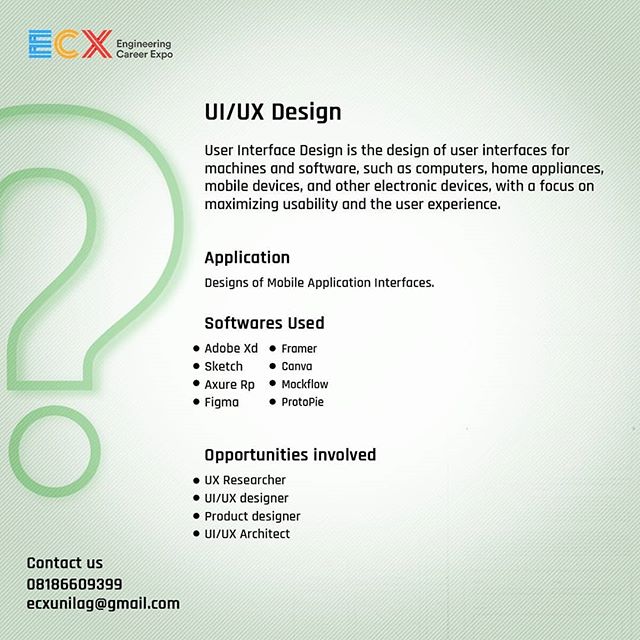 ECX Engineering
Career Expo
UI/UX Design
User Interface Design is the design of user interfaces for
machines and software, such as computers, home appliances,
mobile devices, and other electronic devices, with a focus on
maximizing usability and the user experience.
Application
Designs of Mobile Application Interfaces.
Softwares Used
Adobe Xd
Sketch
Axure Rp
Figma
Framer
Canva
Mockflow
ProtoPie
Opportunities involved
UX Researcher
UI/UX designer
Product designer
UI/UX Architect
Contact us
08186609399
ecxunilag@gmail.com